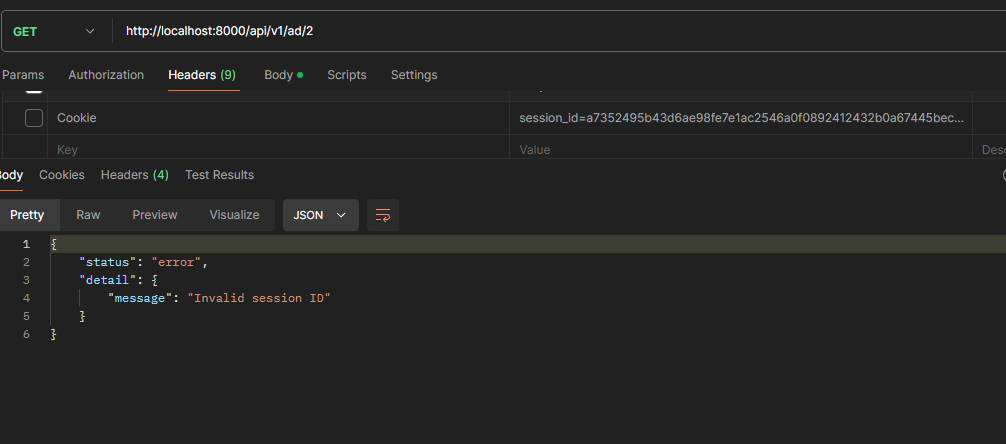 GET http://localhost:8000/api/v1/ad/2
Params Authorization Headers (9) Body Scripts Settings
Cookie session_id=a7352495b43d6ae98fe7e1ac2546a0f0892412432b0a67445bec...
Key Value Desc
Body Cookies Headers (4) Test Results
Pretty Raw Preview Visualize JSON
1 {
2 "status": "error",
3 "detail": {
4 "message": "Invalid session ID"
5 }
6 }